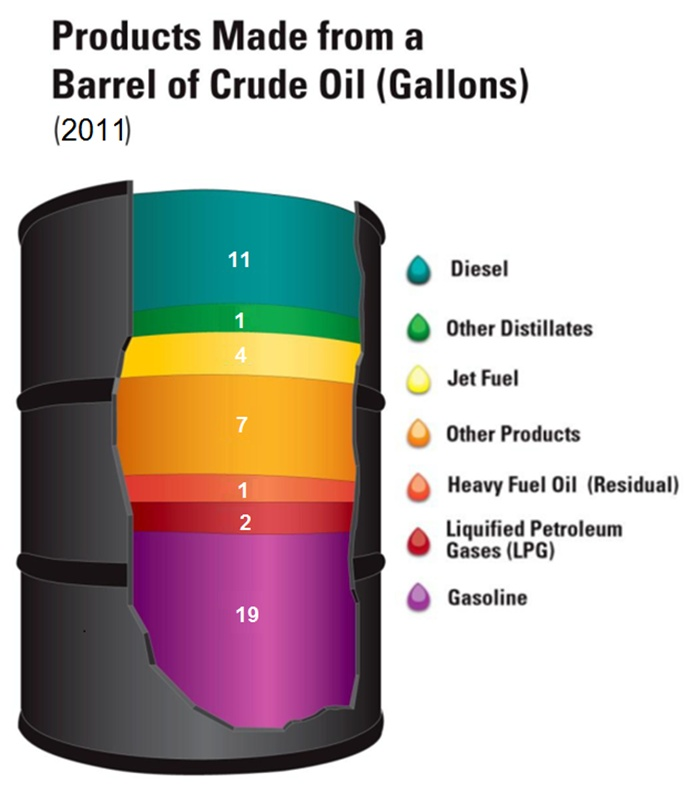 Products Made from a
Barrel of Crude Oil (Gallons)
(2011)
11
1
4
7
1
2
19
Diesel
Other Distillates
Jet Fuel
Other Products
Heavy Fuel Oil (Residual)
Liquified Petroleum
Gases (LPG)
Gasoline